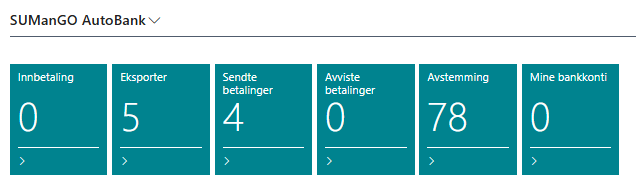 SUManGO AutoBank
Innbetaling
0
Eksporter
5
Sendte
betalinger
4
Avviste
betalinger
0
Avstemming
78
Mine bankkonti
0